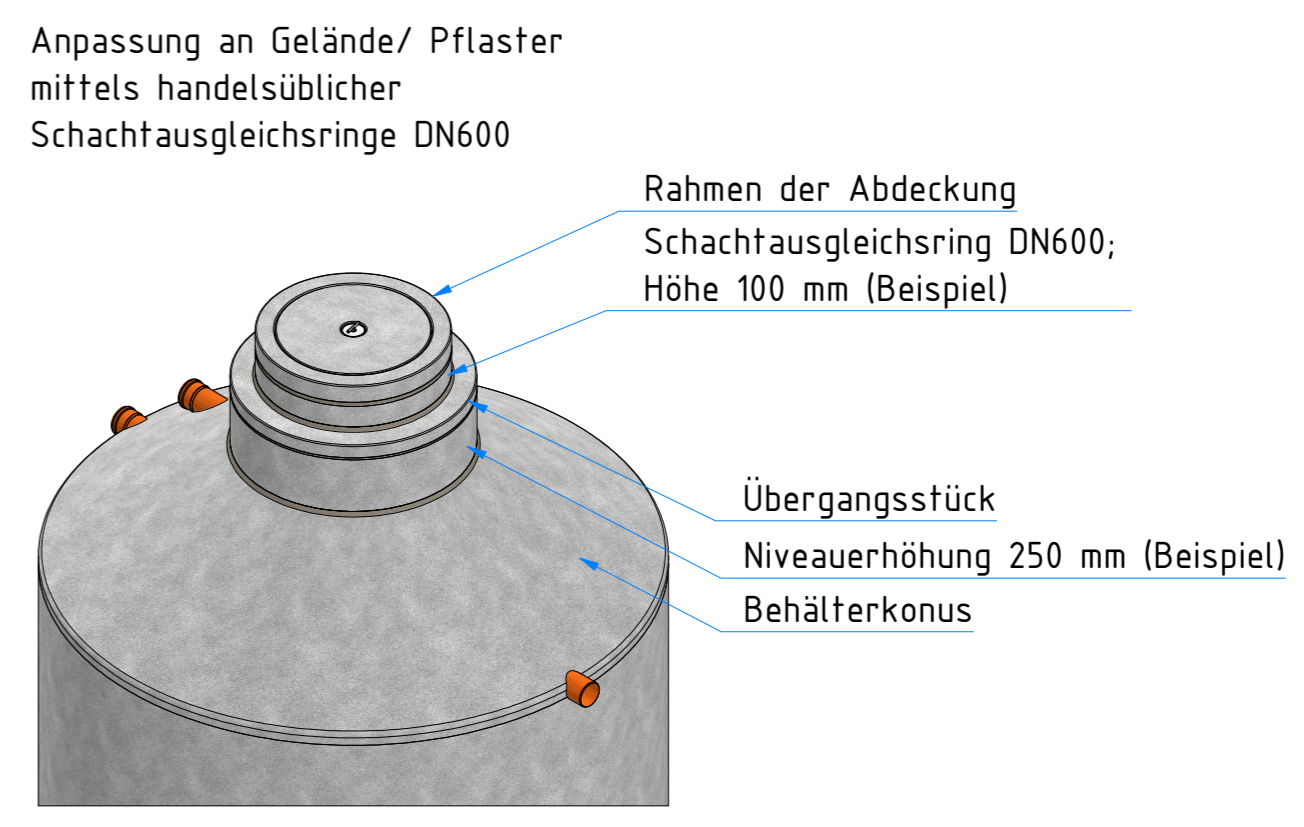 Anpassung an Gelände/ Pflaster
mittels handelsüblicher
Schachtausgleichsringe DN600
Rahmen der Abdeckung
Schachtausgleichsring DN600;
Höhe 100 mm (Beispiel)
Übergangsstück
Niveauerhöhung 250 mm (Beispiel)
Behälterkonus